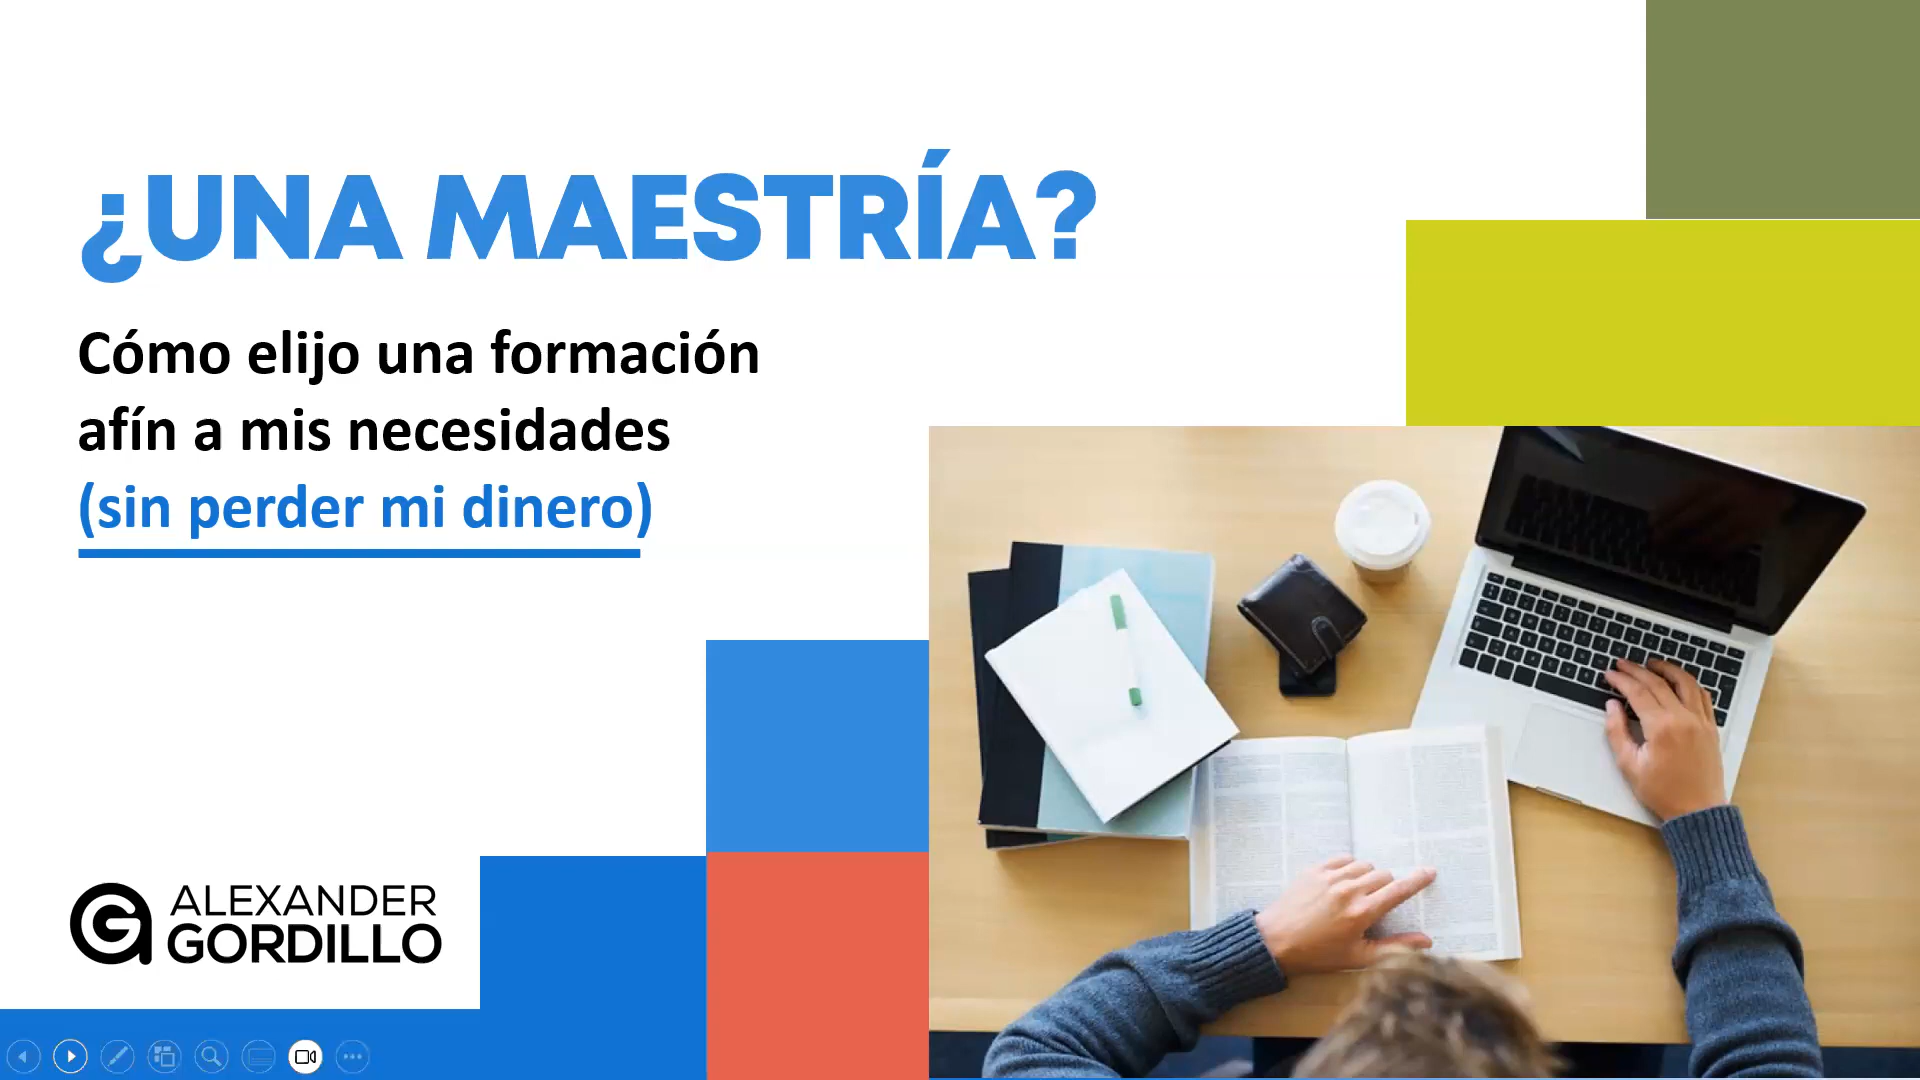 ¿UNA MAESTRÍA?
Cómo elijo una formación
afín a mis necesidades
(sin perder mi dinero)
ALEXANDER
GORDILLO